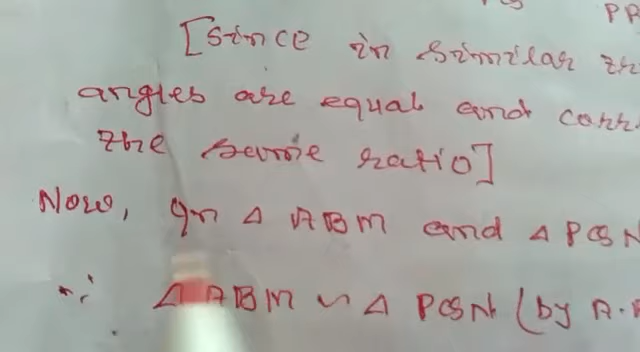 [Since in similar
angles are equal and
the same ratio]
Now, In Δ ABM and Δ PQN
∵ Δ ABM ~ Δ PQN (by A.